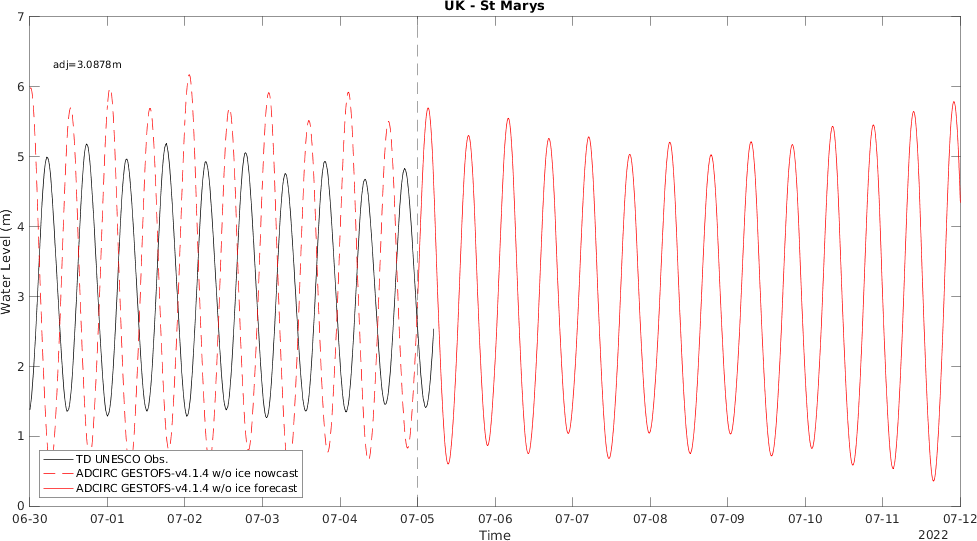 UK - St Marys
adj=3.0878m
Water Level (m)
7
6
5
4
3
2
1
0
TD UNESCO Obs.
ADCIRC GESTOFS-v4.1.4 w/o ice nowcast
ADCIRC GESTOFS-v4.1.4 w/o ice forecast
06-30 07-01 07-02 07-03 07-04 07-05 07-06 07-07 07-08 07-09 07-10 07-11 07-12
Time
2022